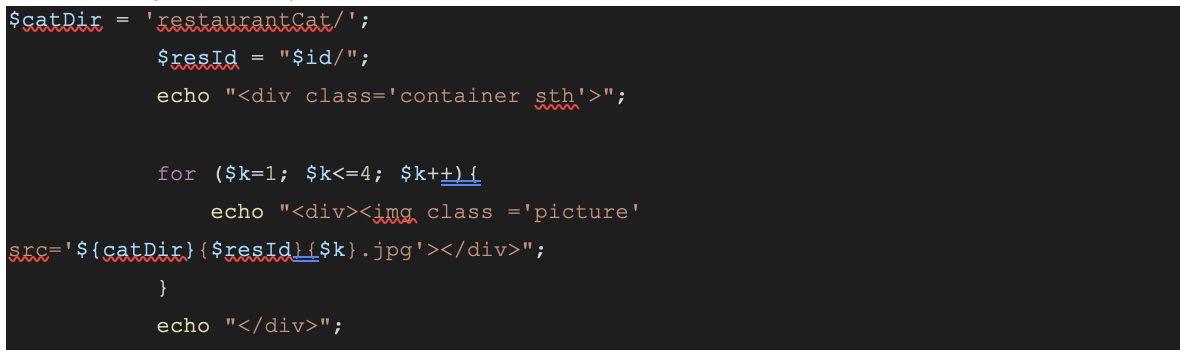 $catDir = 'restaurantCat/';
$resId = "$id/";
echo "<div class='container sth'>";
for ($k=1; $k<=4; $k++){
echo "<div><img class ='picture'
src='${catDir}{$resId}{$k}.jpg'></div>";
}
echo "</div>";